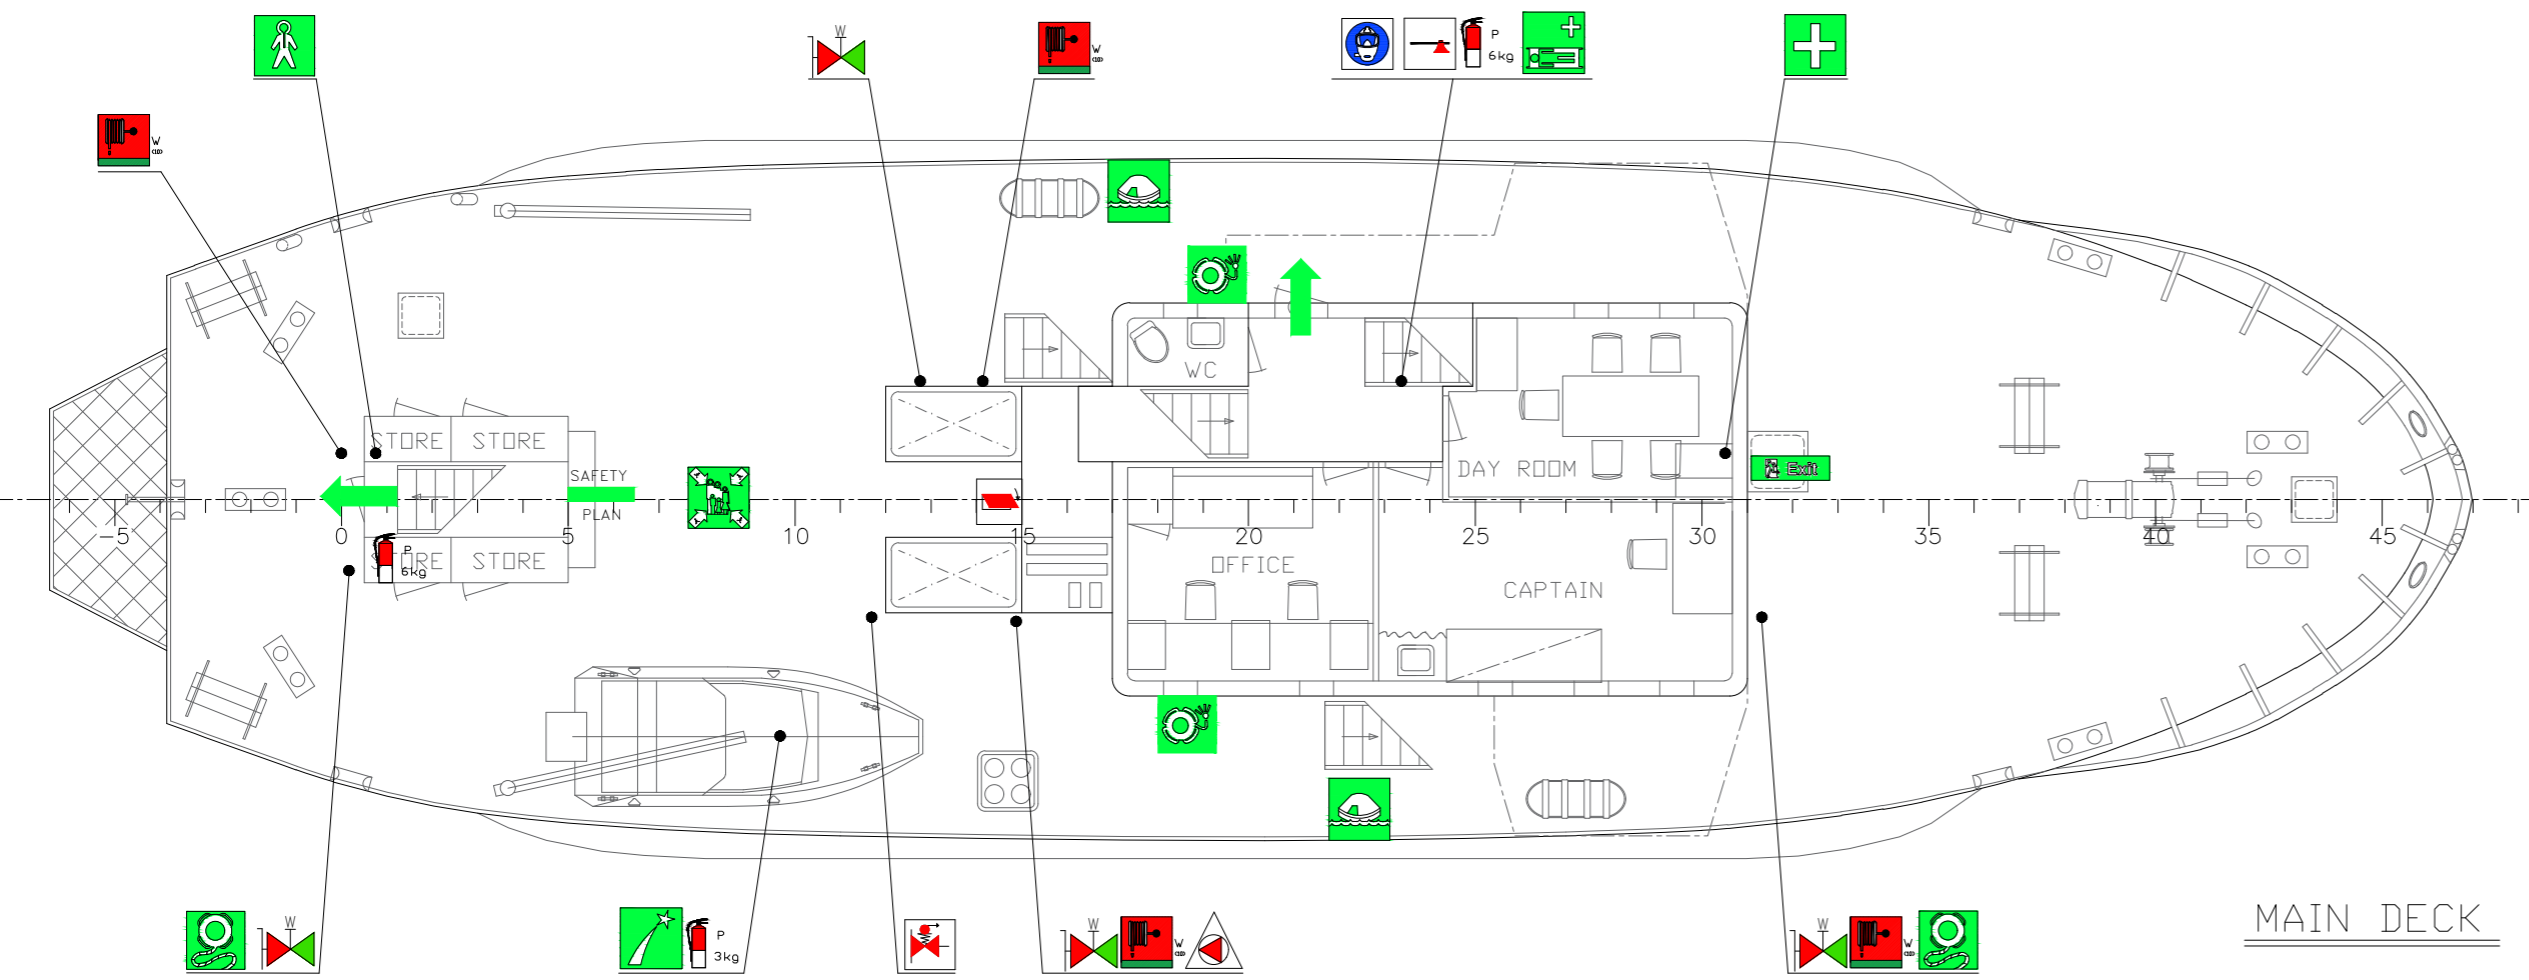 W
W
P
6kg
W
WC
STORE
STORE
SAFETY
PLAN
DAY ROOM
Exit
-5
0
5
10
15
20
25
30
35
40
45
STORE
STORE
P
6kg
OFFICE
CAPTAIN
W
P
3kg
W
W
W
W
MAIN DECK